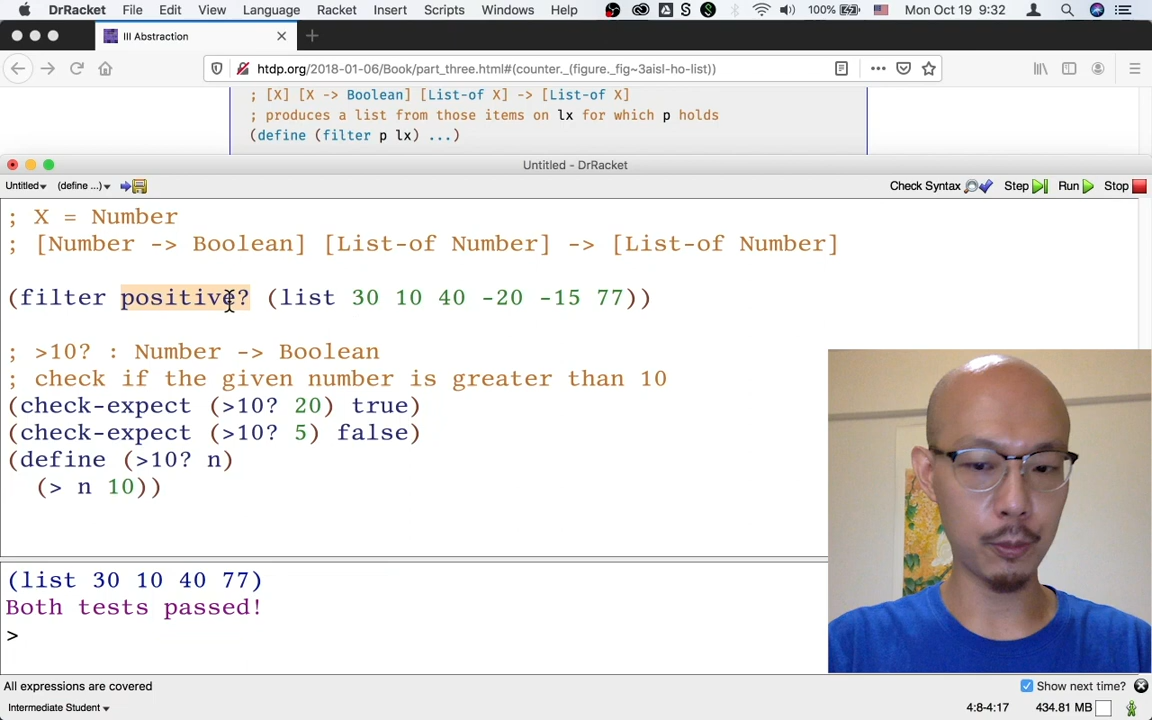 DrRacket File Edit View Language Racket Insert Scripts Windows Help 100% Mon Oct 19 9:32
III Abstraction
htdp.org/2018-01-06/Book/part_three.html#(counter._(figure._fig~3aisl-ho-list))
; [X] [X -> Boolean] [List-of X] -> [List-of X]
; produces a list from those items on lx for which p holds
(define (filter p lx) ...)
Untitled - DrRacket
Untitled (define ...) Check Syntax Step Run Stop
; X = Number
; [Number -> Boolean] [List-of Number] -> [List-of Number]
(filter positive? (list 30 10 40 -20 -15 77))
; >10? : Number -> Boolean
; check if the given number is greater than 10
(check-expect (>10? 20) true)
(check-expect (>10? 5) false)
(define (>10? n)
(> n 10))
(list 30 10 40 77)
Both tests passed!
>
All expressions are covered Show next time?
Intermediate Student 4:8-4:17 434.81 MB